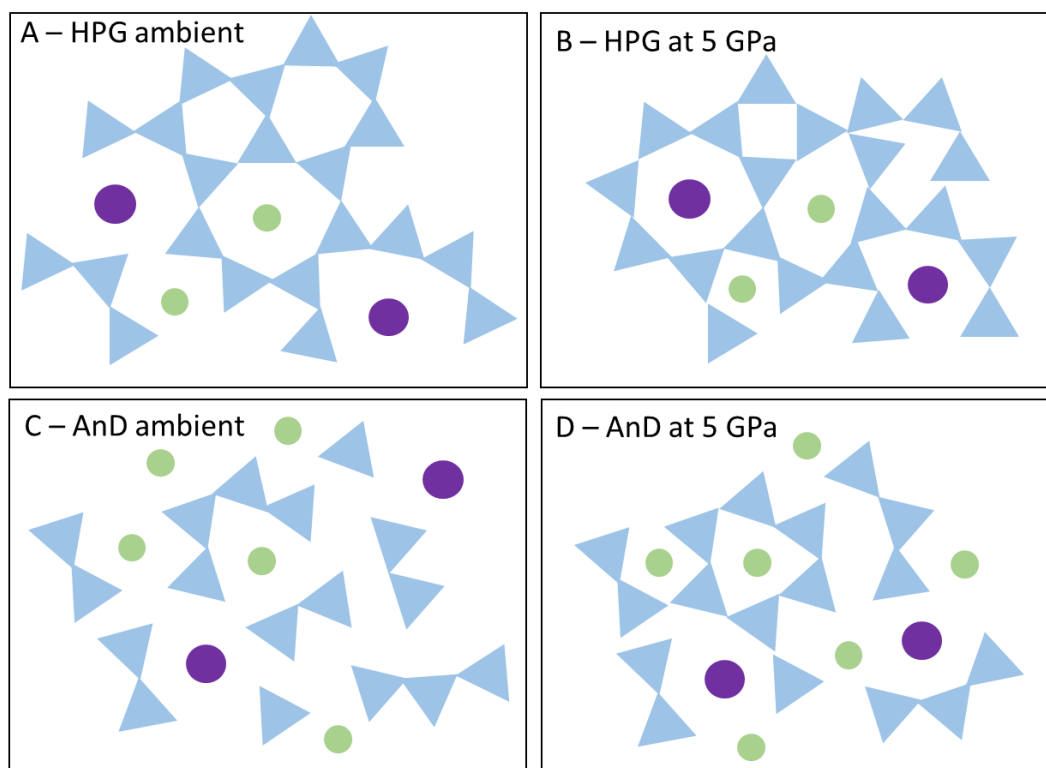 A – HPG ambient
B – HPG at 5 GPa
C – AnD ambient
D – AnD at 5 GPa